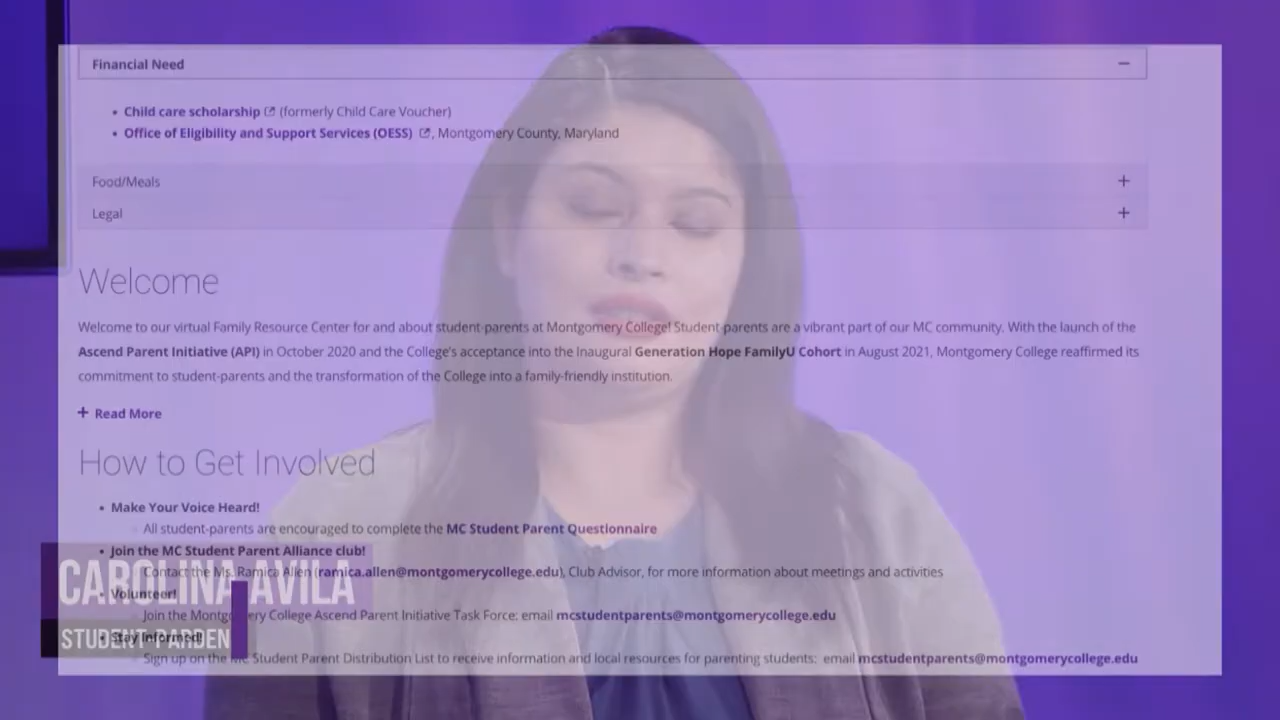 Financial Need
Child care scholarship (formerly Child Care Voucher)
Office of Eligibility and Support Services (OESS) , Montgomery County, Maryland
Food/Meals
Legal
Welcome
Welcome to our virtual Family Resource Center for and about student-parents at Montgomery College! Student-parents are a vibrant part of our MC community. With the launch of the
Ascend Parent Initiative (API) in October 2020 and the College's acceptance into the Inaugural Generation Hope FamilyU Cohort in August 2021, Montgomery College reaffirmed its
commitment to student-parents and the transformation of the College into a family-friendly institution.
+ Read More
How to Get Involved
Make Your Voice Heard!
All student-parents are encouraged to complete the MC Student Parent Questionnaire
Join the MC Student Parent Alliance club!
Contact the Ms. Ramica Allen (ramica.allen@montgomerycollege.edu), Club Advisor, for more information about meetings and activities
Volunteer!
Join the Montgomery College Ascend Parent Initiative Task Force: email mcstudentparents@montgomerycollege.edu
Stay Informed!
Sign up on the MC Student Parent Distribution List to receive information and local resources for parenting students: email mcstudentparents@montgomerycollege.edu
CAROLINA AVILA
STUDENT